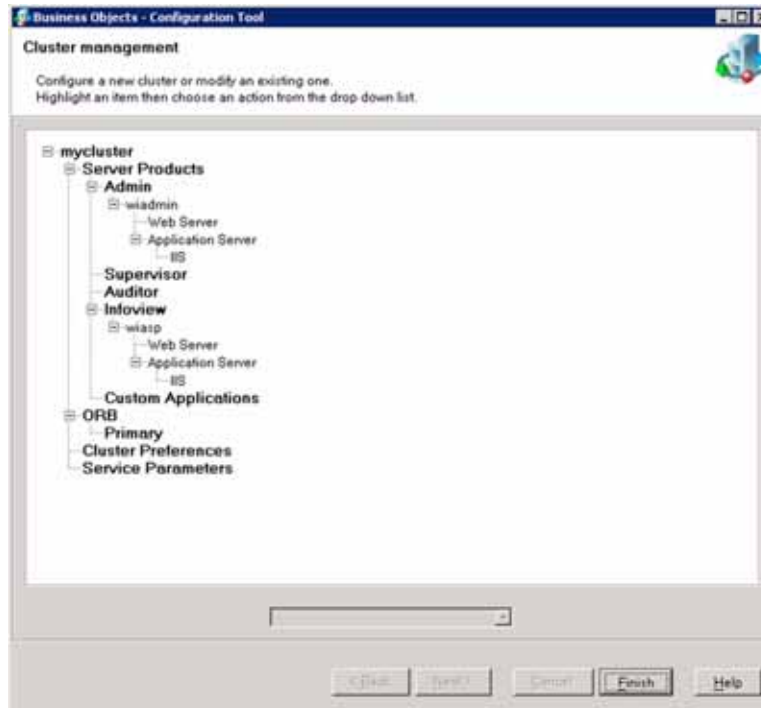 Business Objects - Configuration Tool
Cluster management
Configure a new cluster or modify an existing one.
Highlight an item then choose an action from the drop down list.
mycluster
Server Products
Admin
wiadmin
Web Server
Application Server
IIS
Supervisor
Auditor
Infoview
wiasp
Web Server
Application Server
IIS
Custom Applications
ORB
Primary
Cluster Preferences
Service Parameters
< Back
Next >
Cancel
Finish
Help